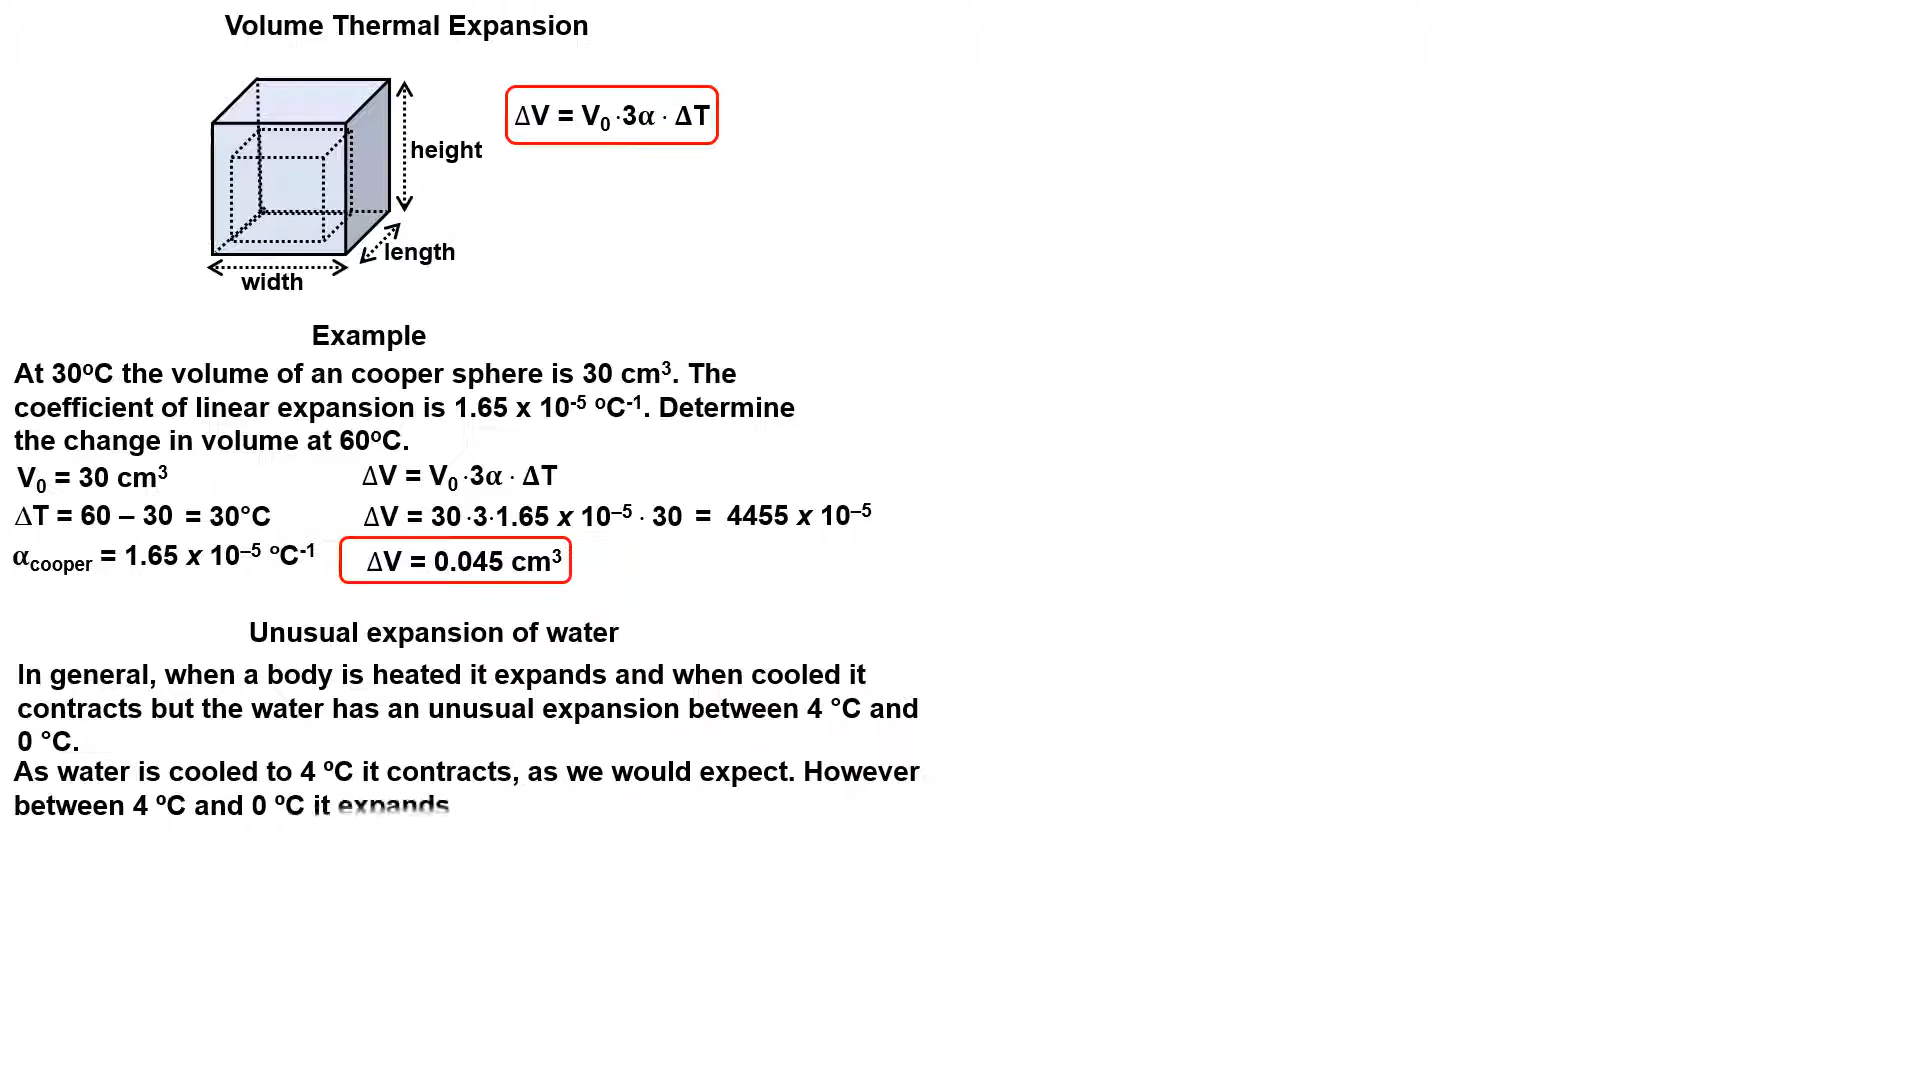 Volume Thermal Expansion
ΔV = V₀ ·3α · ΔT
height
length
width
Example
At 30ºC the volume of an cooper sphere is 30 cm³. The
coefficient of linear expansion is 1.65 x 10⁻⁵ ºC⁻¹. Determine
the change in volume at 60ºC.
V₀ = 30 cm³
ΔV = V₀ ·3α · ΔT
ΔT = 60 – 30 = 30°C
ΔV = 30 ·3·1.65 x 10⁻⁵ · 30 = 4455 x 10⁻⁵
α cooper = 1.65 x 10⁻⁵ ºC⁻¹
ΔV = 0.045 cm³
Unusual expansion of water
In general, when a body is heated it expands and when cooled it
contracts but the water has an unusual expansion between 4 °C and
0 °C.
As water is cooled to 4 ºC it contracts, as we would expect. However
between 4 ºC and 0 ºC it expands